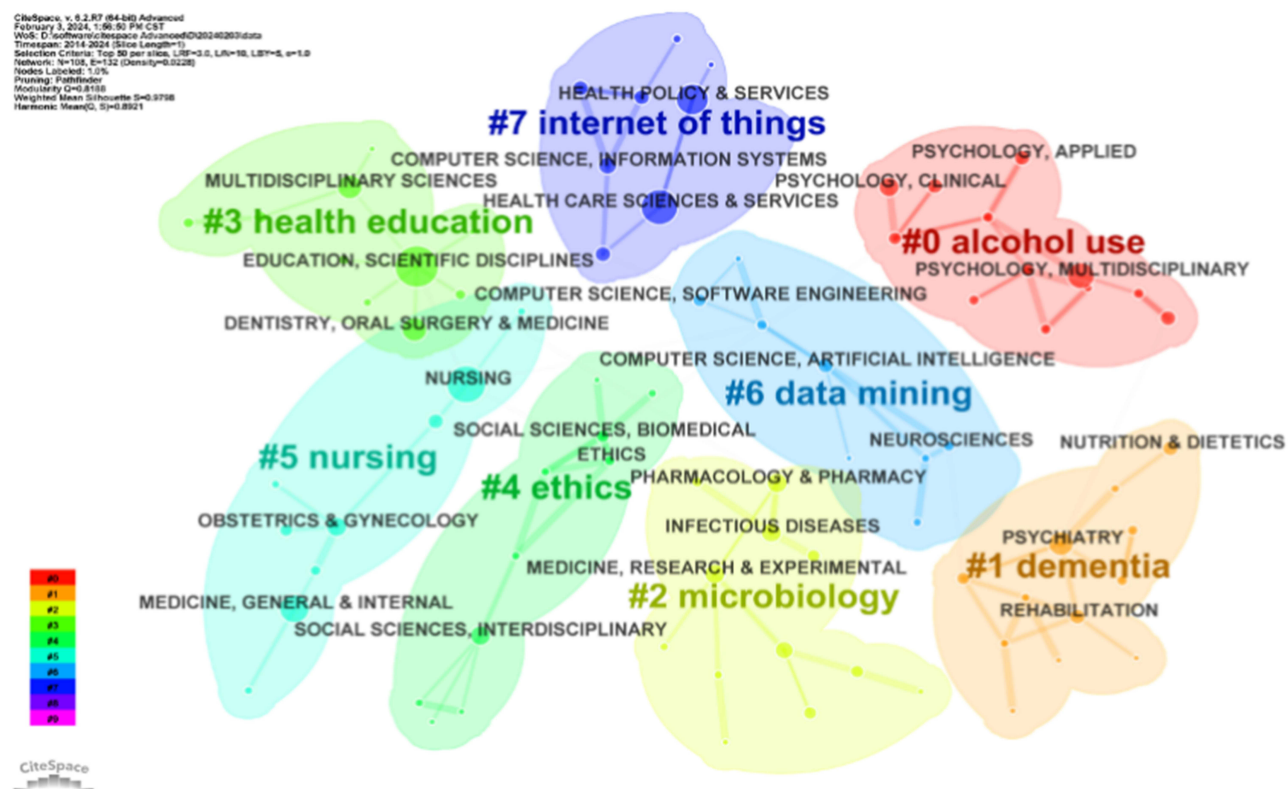 CiteSpace, v. 6.2.R7 (64-bit) Advanced
February 3, 2024, 1:56:50 PM CST
WoS: D:\software\citespace Advanced\D\20240203\data
Timespan: 2014-2024 (Slice Length=1)
Selection Criteria: Top 50 per slice, LRF=3.0, L/N=10, LBY=5, e=1.0
Network: N=108, E=132 (Density=0.0228)
Nodes Labeled: 1.0%
Pruning: Pathfinder
Modularity Q=0.8188
Weighted Mean Silhouette S=0.9798
Harmonic Mean(Q, S)=0.8921
HEALTH POLICY & SERVICES
#7 internet of things
PSYCHOLOGY, APPLIED
COMPUTER SCIENCE, INFORMATION SYSTEMS
MULTIDISCIPLINARY SCIENCES
PSYCHOLOGY, CLINICAL
HEALTH CARE SCIENCES & SERVICES
#3 health education
#0 alcohol use
EDUCATION, SCIENTIFIC DISCIPLINES
PSYCHOLOGY, MULTIDISCIPLINARY
COMPUTER SCIENCE, SOFTWARE ENGINEERING
DENTISTRY, ORAL SURGERY & MEDICINE
COMPUTER SCIENCE, ARTIFICIAL INTELLIGENCE
NURSING
#6 data mining
SOCIAL SCIENCES, BIOMEDICAL
NEUROSCIENCES
NUTRITION & DIETETICS
ETHICS
#5 nursing
PHARMACOLOGY & PHARMACY
#4 ethics
OBSTETRICS & GYNECOLOGY
INFECTIOUS DISEASES
PSYCHIATRY
MEDICINE, RESEARCH & EXPERIMENTAL
#1 dementia
#2 microbiology
MEDICINE, GENERAL & INTERNAL
REHABILITATION
SOCIAL SCIENCES, INTERDISCIPLINARY
#0
#1
#2
#3
#4
#5
#6
#7
#8
#9
CiteSpace